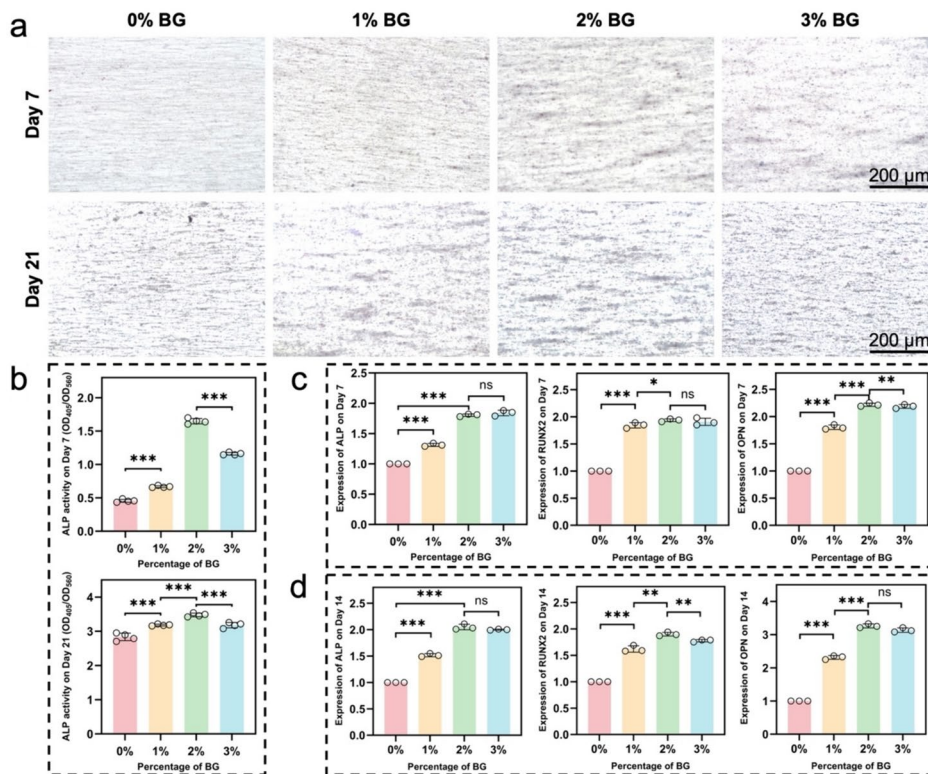 0% BG 1% BG 2% BG 3% BG
a
Day 7
200 µm
Day 21
200 µm
b
ALP activity on Day 7 (OD405/OD560)
2.0
1.5
1.0
0.5
0.0
***
***
0% 1% 2% 3%
Percentage of BG
ALP activity on Day 21 (OD405/OD560)
4
3
2
1
0
***
***
***
0% 1% 2% 3%
Percentage of BG
c
Expression of ALP on Day 7
2.5
2.0
1.5
1.0
0.5
0.0
***
***
ns
0% 1% 2% 3%
Percentage of BG
Expression of RUNX2 on Day 7
2.5
2.0
1.5
1.0
0.5
0.0
***
*
ns
0% 1% 2% 3%
Percentage of BG
Expression of OPN on Day 7
2.5
2.0
1.5
1.0
0.5
0.0
***
***
**
0% 1% 2% 3%
Percentage of BG
d
Expression of ALP on Day 14
2.5
2.0
1.5
1.0
0.5
0.0
***
***
ns
0% 1% 2% 3%
Percentage of BG
Expression of RUNX2 on Day 14
2.5
2.0
1.5
1.0
0.5
0.0
***
**
**
0% 1% 2% 3%
Percentage of BG
Expression of OPN on Day 14
4
3
2
1
0
***
***
ns
0% 1% 2% 3%
Percentage of BG